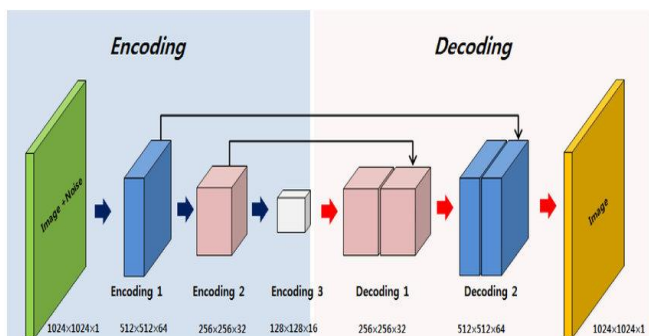 Encoding
Decoding
Image +Noise
Image
Encoding 1
Encoding 2
Encoding 3
Decoding 1
Decoding 2
1024×1024×1
512×512×64
256×256×32
128×128×16
256×256×32
512×512×64
1024×1024×1